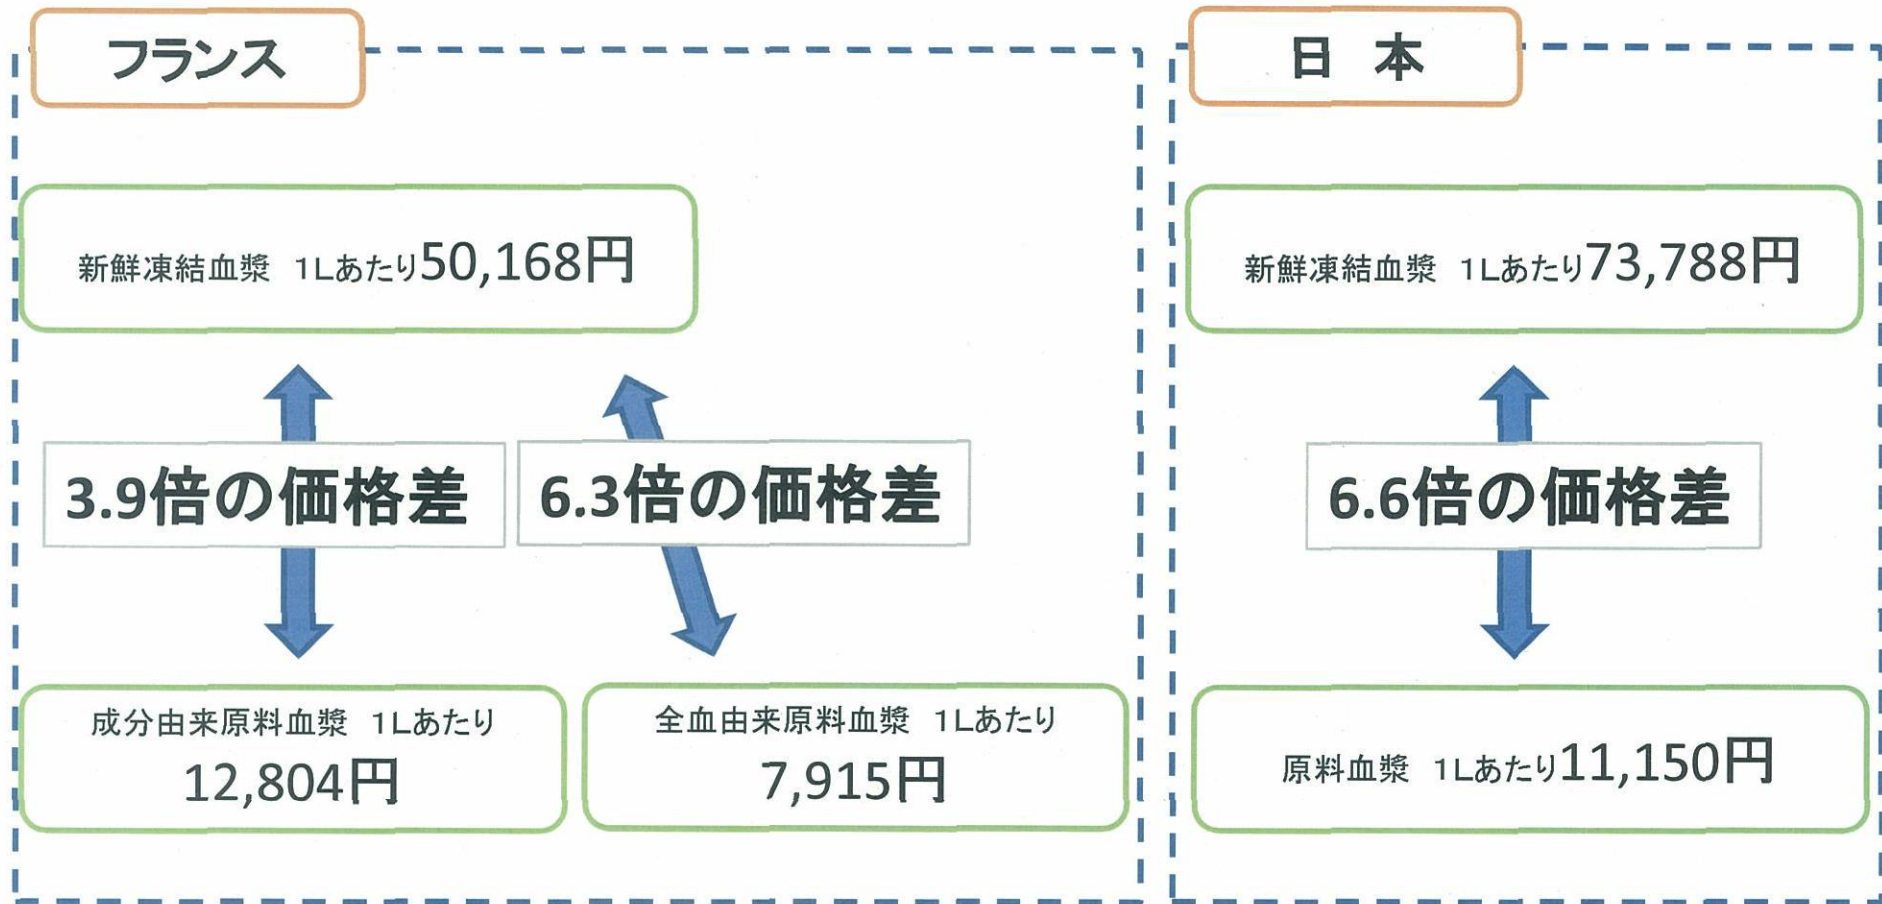 フランス
新鮮凍結血漿 1Lあたり50,168円
3.9倍の価格差
6.3倍の価格差
成分由来原料血漿 1Lあたり
12,804円
全血由来原料血漿 1Lあたり
7,915円
日 本
新鮮凍結血漿 1Lあたり73,788円
6.6倍の価格差
原料血漿 1Lあたり11,150円